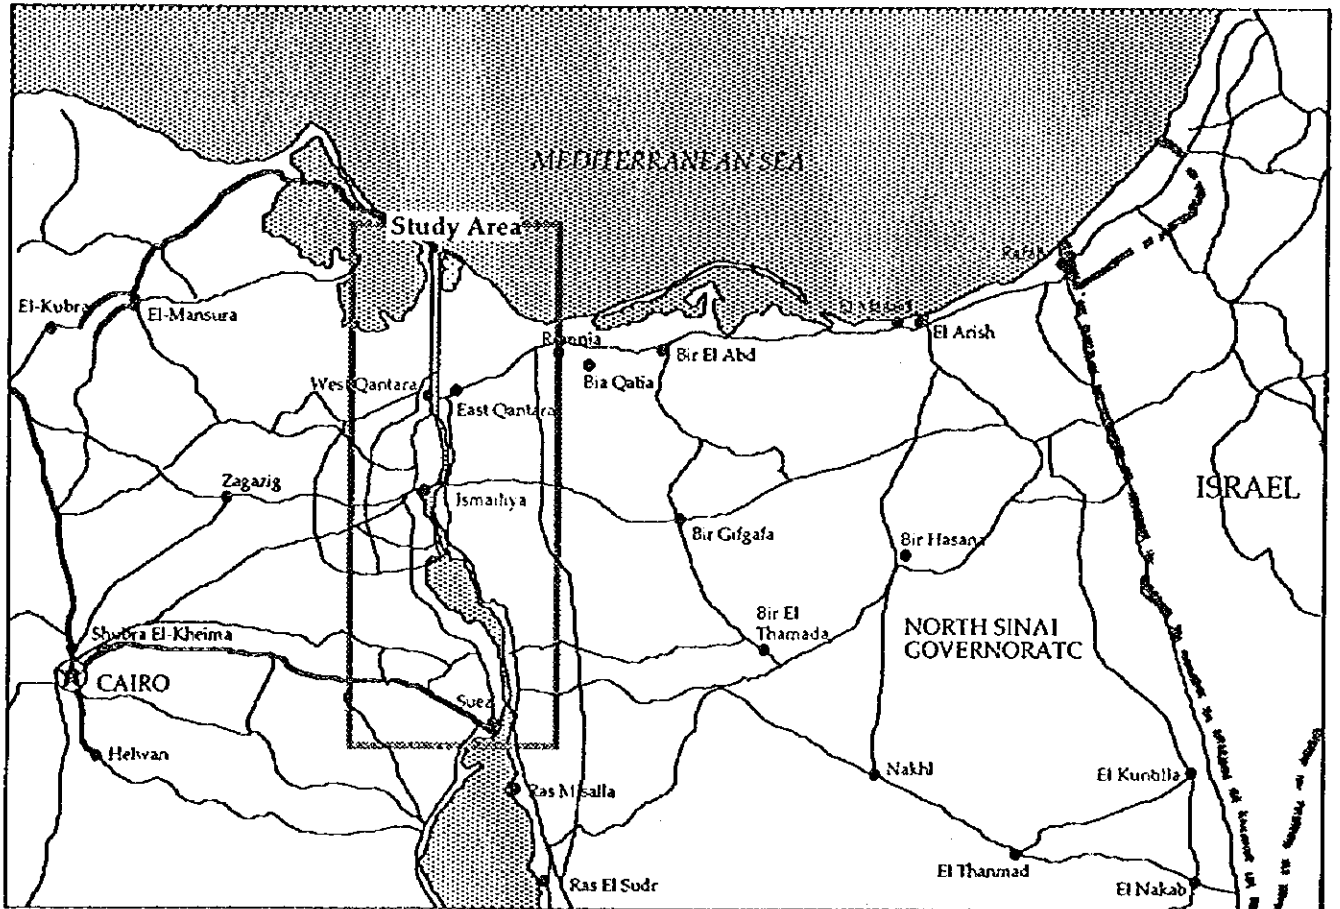 MEDITERRANEAN SEA
Study Area
Rafah
El-Kubra
El-Mansura
El Arish
Romnia
Bir El Abd
Bia Qatia
West Qantara
East Qantara
Zagazig
Ismailiya
ISRAEL
Bir Gifgafa
Bir Hasana
Bir El
Thamada
NORTH SINAI
GOVERNORATC
Shubra El-Kheima
CAIRO
Suez
Helwan
Nakhl
El Kuntilla
Ras Misalla
El Thanmad
Ras El Sudr
El Nakab